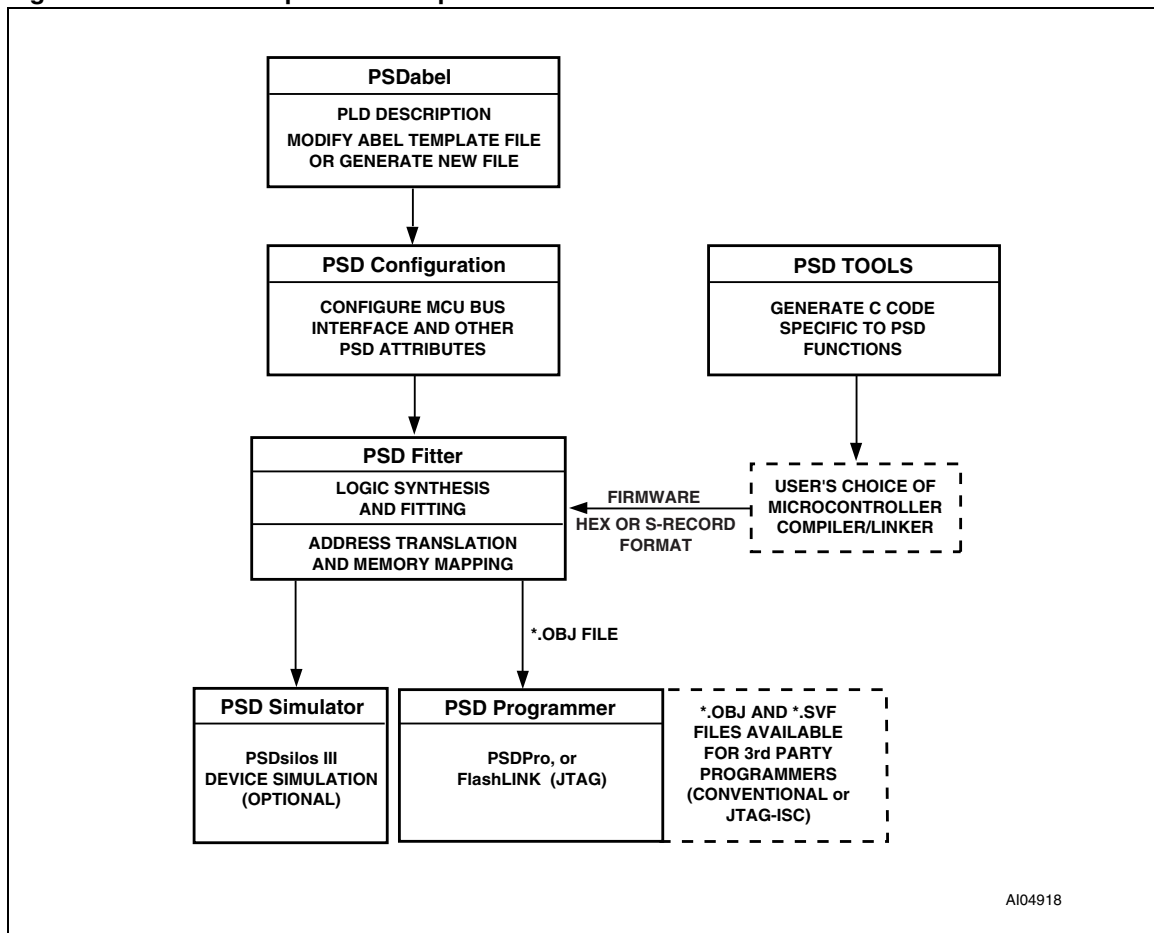 PSDabel
PLD DESCRIPTION
MODIFY ABEL TEMPLATE FILE
OR GENERATE NEW FILE
PSD Configuration
CONFIGURE MCU BUS
INTERFACE AND OTHER
PSD ATTRIBUTES
PSD TOOLS
GENERATE C CODE
SPECIFIC TO PSD
FUNCTIONS
PSD Fitter
LOGIC SYNTHESIS
AND FITTING
ADDRESS TRANSLATION
AND MEMORY MAPPING
FIRMWARE
HEX OR S-RECORD
FORMAT
USER'S CHOICE OF
MICROCONTROLLER
COMPILER/LINKER
*.OBJ FILE
PSD Simulator
PSDsilos III
DEVICE SIMULATION
(OPTIONAL)
PSD Programmer
PSDPro, or
FlashLINK (JTAG)
*.OBJ AND *.SVF
FILES AVAILABLE
FOR 3rd PARTY
PROGRAMMERS
(CONVENTIONAL or
JTAG-ISC)
AI04918